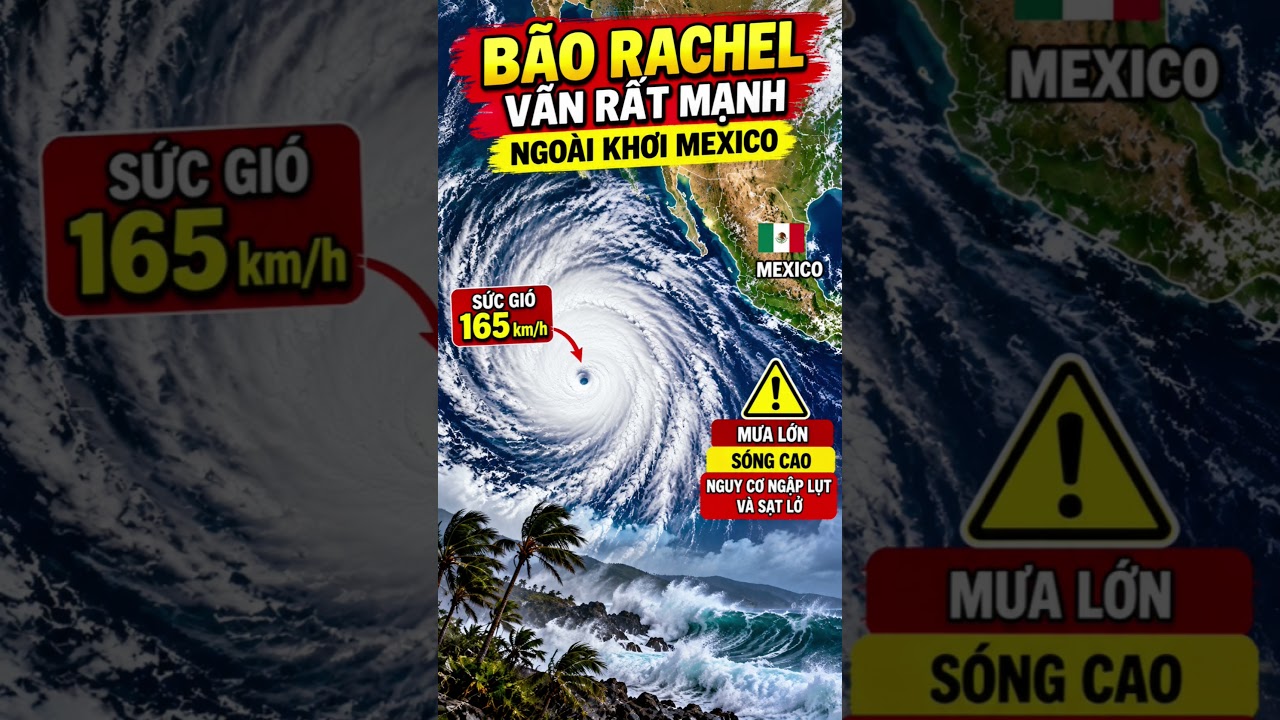 BÃO RACHEL
VẪN RẤT MẠNH
NGOÀI KHƠI MEXICO
MEXICO
SỨC GIÓ
165 km/h
MƯA LỚN
SÓNG CAO
NGUY CƠ NGẬP LỤT
VÀ SẠT LỞ
SỨC GIÓ
165 km/h
MEXICO
MƯA LỚN
SÓNG CAO